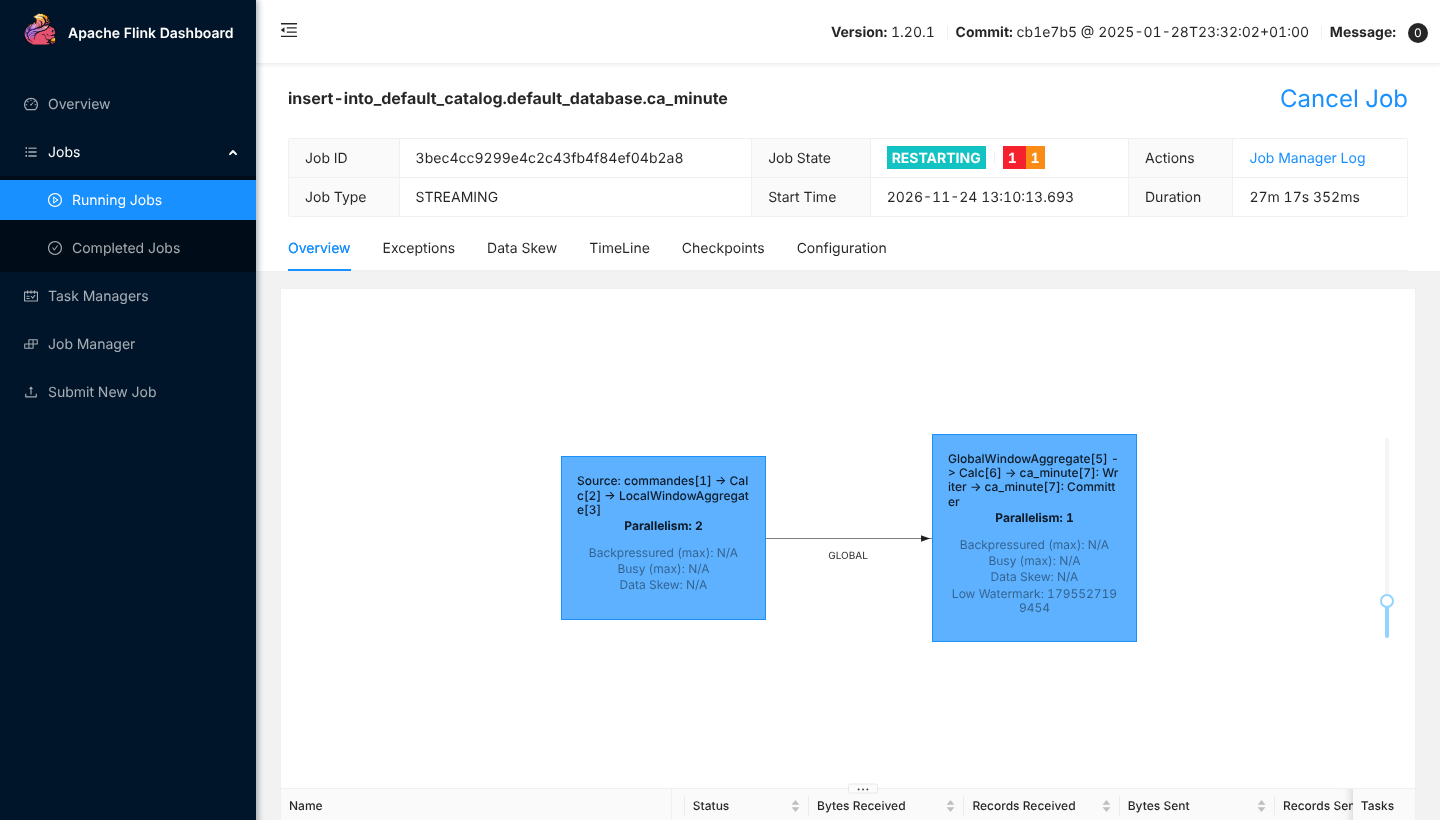 Apache Flink Dashboard
Version: 1.20.1 Commit: cb1e7b5 @ 2025-01-28T23:32:02+01:00 Message: 0
Overview
Jobs
Running Jobs
Completed Jobs
Task Managers
Job Manager
Submit New Job
insert-into_default_catalog.default_database.ca_minute
Cancel Job
Job ID 3bec4cc9299e4c2c43fb4f84ef04b2a8 Job State RESTARTING 1 1 Actions Job Manager Log
Job Type STREAMING Start Time 2026-11-24 13:10:13.693 Duration 27m 17s 352ms
Overview Exceptions Data Skew TimeLine Checkpoints Configuration
Source: commandes[1] -> Cal
c[2] -> LocalWindowAggregat
e[3]
Parallelism: 2
Backpressured (max): N/A
Busy (max): N/A
Data Skew: N/A
GLOBAL
GlobalWindowAggregate[5] -
> Calc[6] -> ca_minute[7]: Wr
iter -> ca_minute[7]: Committ
er
Parallelism: 1
Backpressured (max): N/A
Busy (max): N/A
Data Skew: N/A
Low Watermark: 179552719
9454
Name Status Bytes Received Records Received Bytes Sent Records Ser Tasks